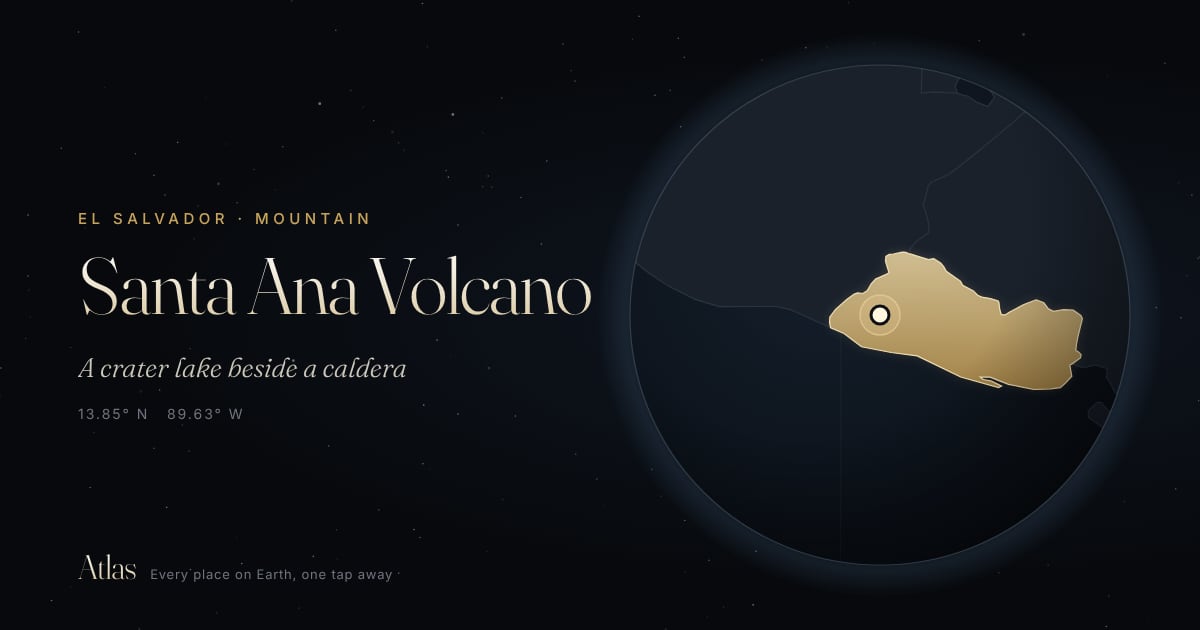 EL SALVADOR · MOUNTAIN
Santa Ana Volcano
A crater lake beside a caldera
13.85° N 89.63° W
Atlas Every place on Earth, one tap away